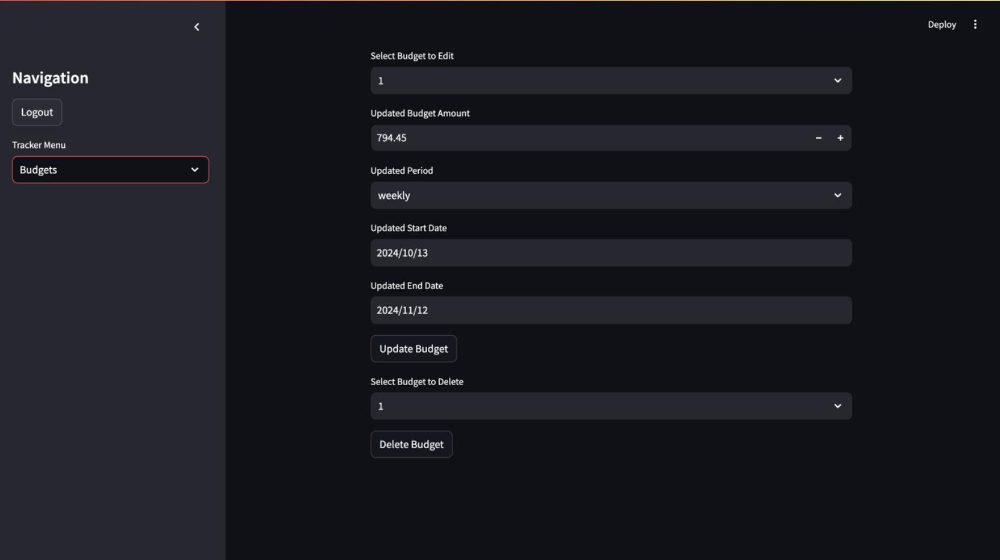 Deploy
Navigation
Logout
Tracker Menu
Budgets
Select Budget to Edit
1
Updated Budget Amount
794.45
Updated Period
weekly
Updated Start Date
2024/10/13
Updated End Date
2024/11/12
Update Budget
Select Budget to Delete
1
Delete Budget